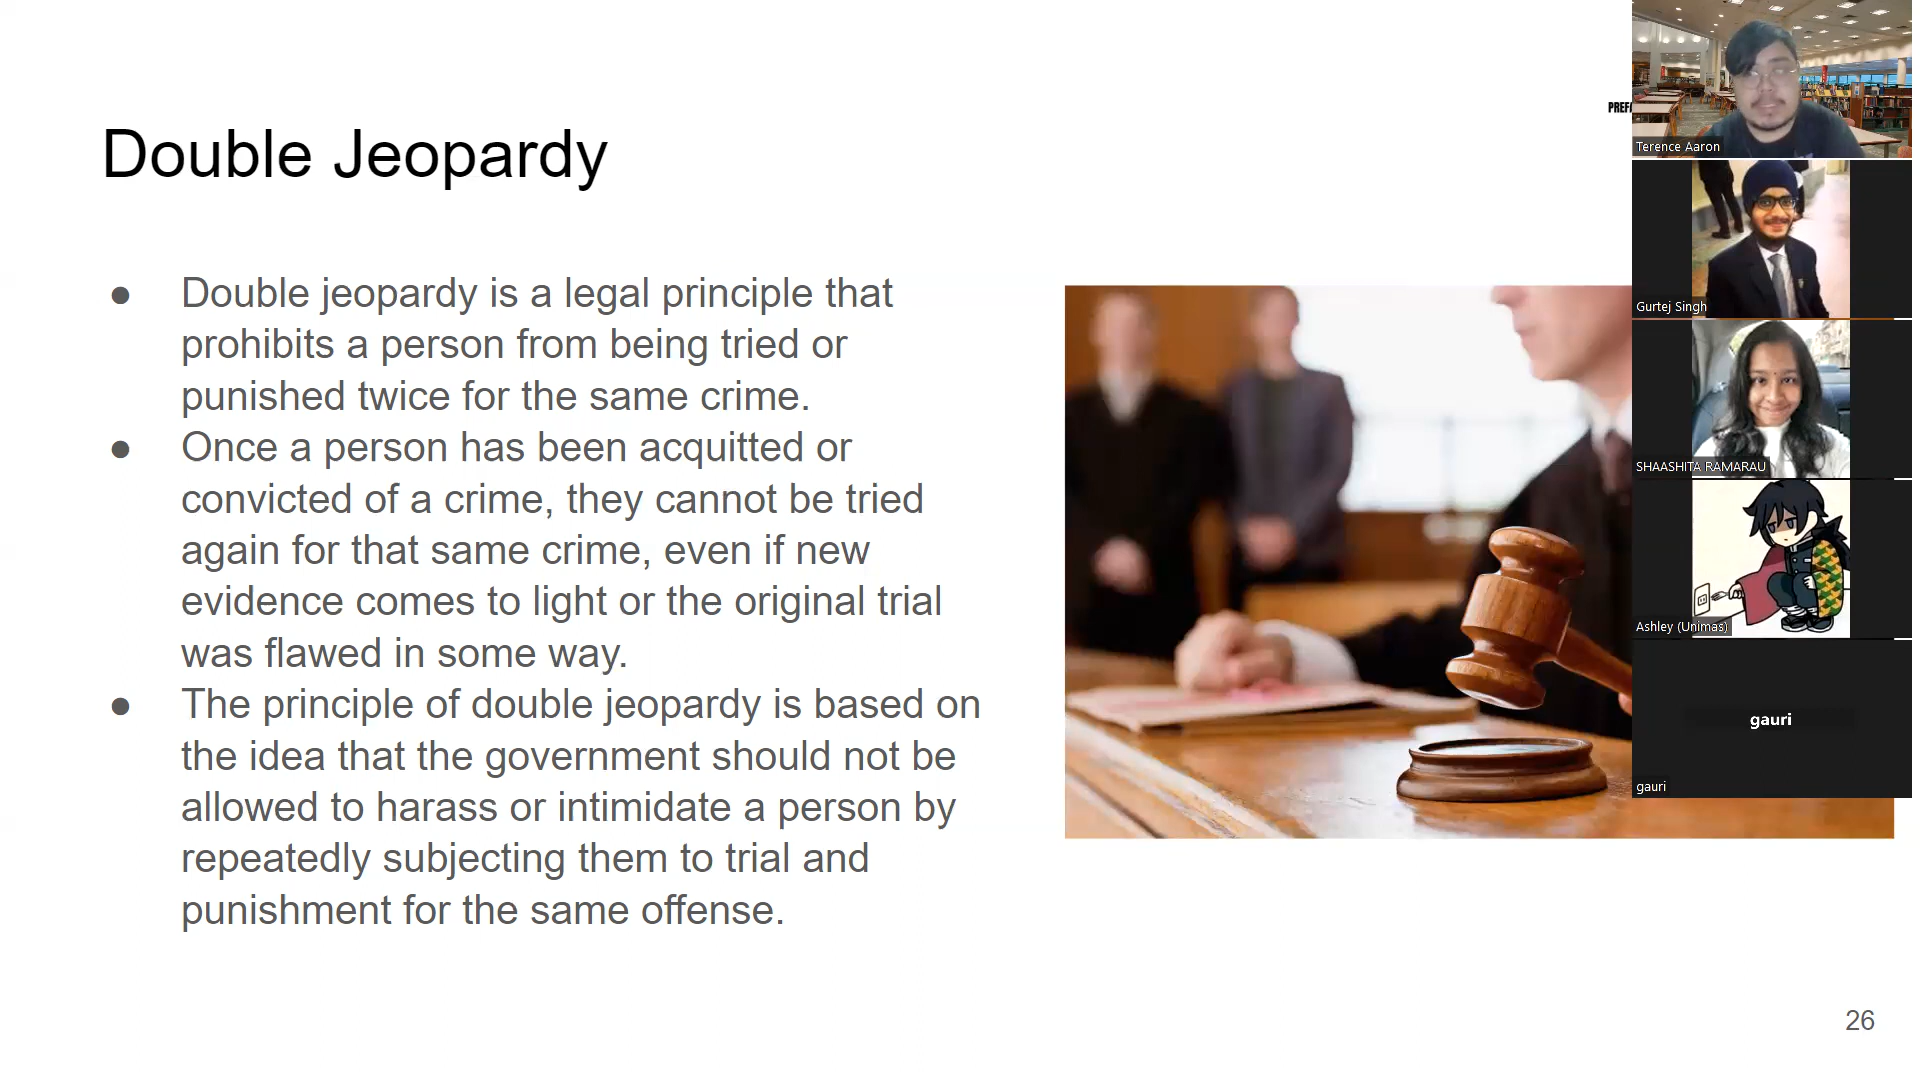 Double Jeopardy
● Double jeopardy is a legal principle that
prohibits a person from being tried or
punished twice for the same crime.
● Once a person has been acquitted or
convicted of a crime, they cannot be tried
again for that same crime, even if new
evidence comes to light or the original trial
was flawed in some way.
● The principle of double jeopardy is based on
the idea that the government should not be
allowed to harass or intimidate a person by
repeatedly subjecting them to trial and
punishment for the same offense.
26
Terence Aaron
Gurtej Singh
SHAASHITA RAMARAU
Ashley (Unimas)
gauri
gauri